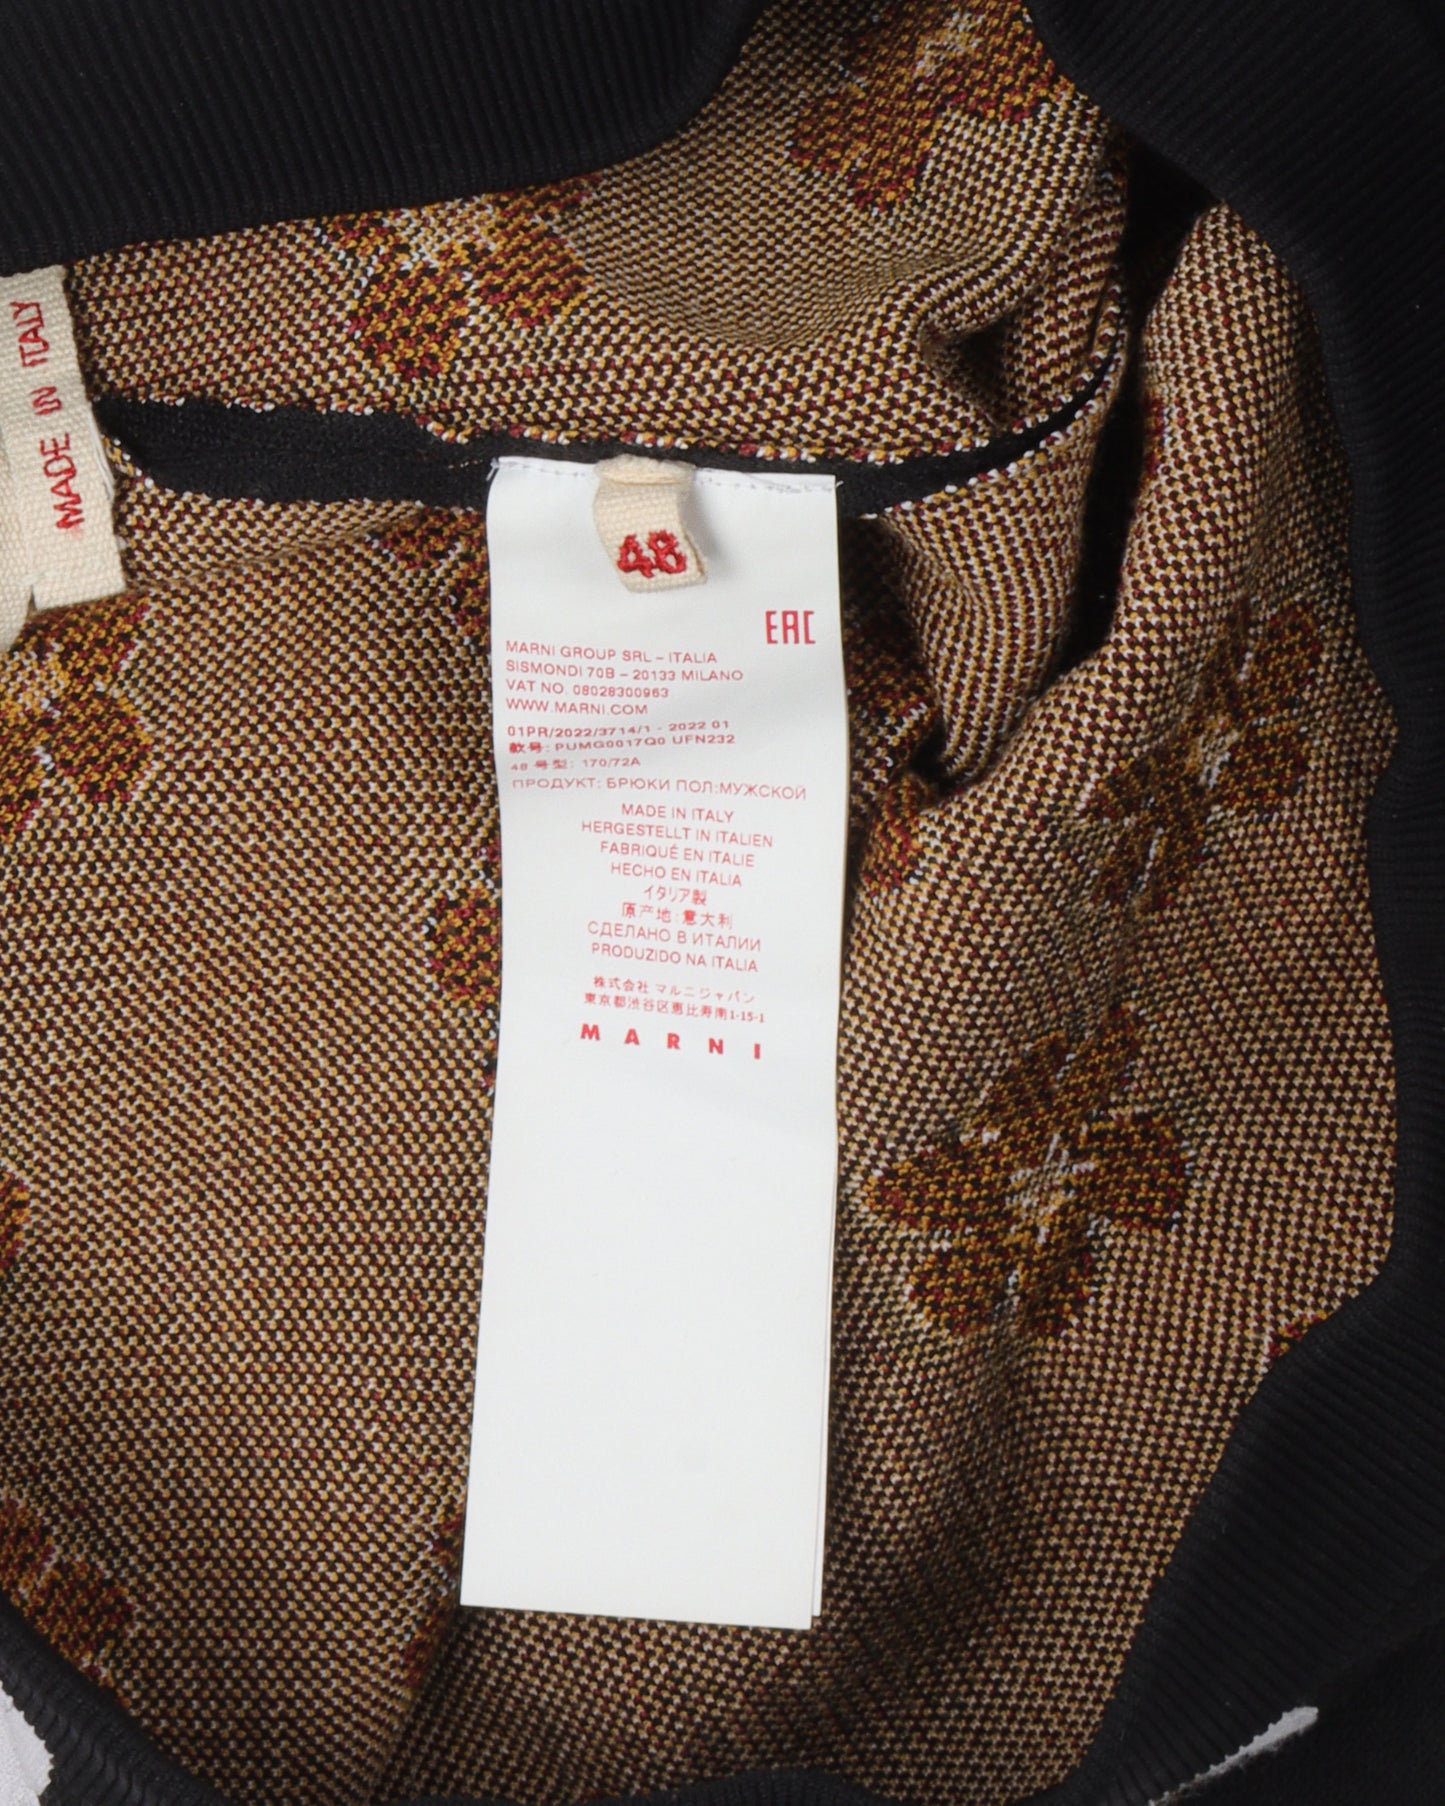 MADE IN ITALY
48
EAC
MARNI GROUP SRL – ITALIA
SISMONDI 70B – 20133 MILANO
VAT NO. 08028300963
WWW.MARNI.COM
01PR/2022/3714/1 - 2022 01
款号: PUMG0017Q0 UFN232
48 号型: 170/72A
ПРОДУКТ: БРЮКИ ПОЛ:МУЖСКОЙ
MADE IN ITALY
HERGESTELLT IN ITALIEN
FABRIQUÉ EN ITALIE
HECHO EN ITALIA
イタリア製
原产地:意大利
СДЕЛАНО В ИТАЛИИ
PRODUZIDO NA ITALIA
株式会社 マルニジャパン
東京都渋谷区恵比寿南1-15-1
MARNI